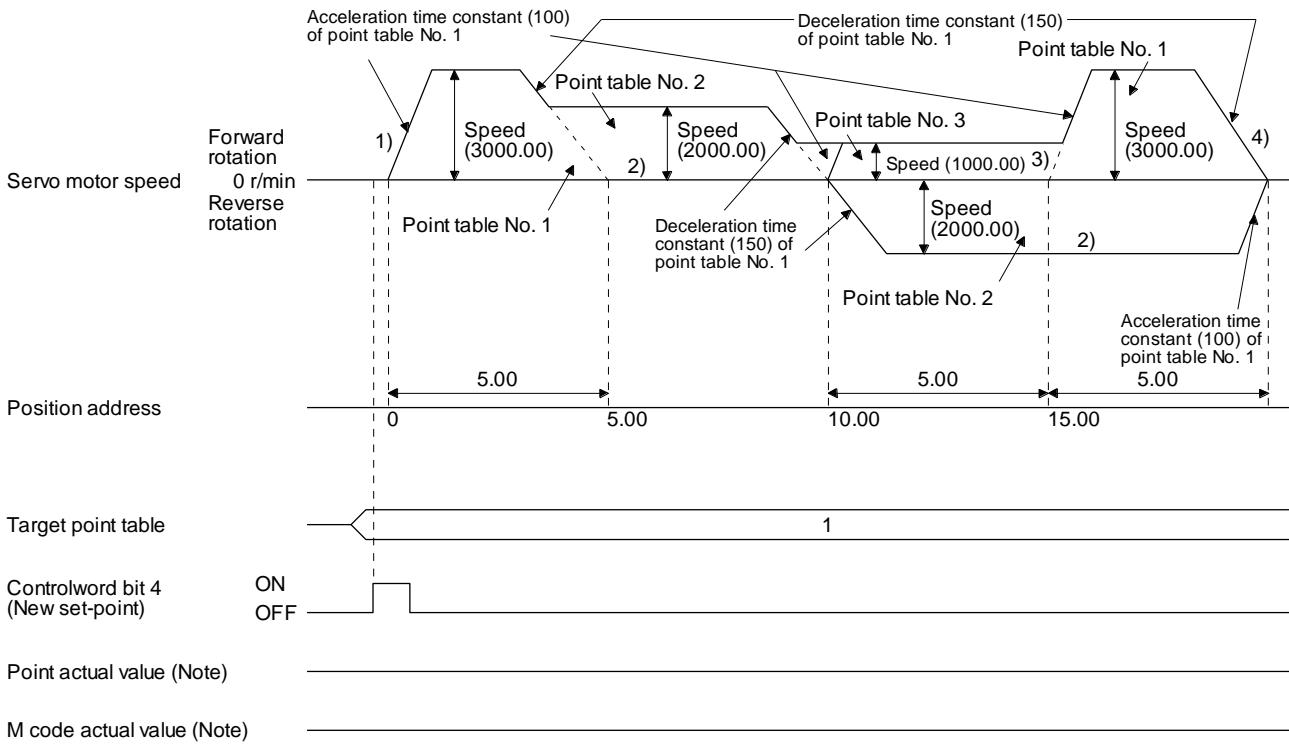 Acceleration time constant (100)
of point table No. 1
Deceleration time constant (150)
of point table No. 1
Point table No. 1
Point table No. 2
Point table No. 3
1)
Speed
(3000.00)
Speed
(2000.00)
Speed (1000.00)
3)
Speed
(3000.00)
4)
2)
Forward
rotation
Servo motor speed
0 r/min
Reverse
rotation
Point table No. 1
Deceleration time
constant (150) of
point table No. 1
Speed
(2000.00)
2)
Point table No. 2
Acceleration time
constant (100) of
point table No. 1
5.00
5.00
5.00
Position address
0
5.00
10.00
15.00
Target point table
1
Controlword bit 4
(New set-point)
ON
OFF
Point actual value (Note)
M code actual value (Note)